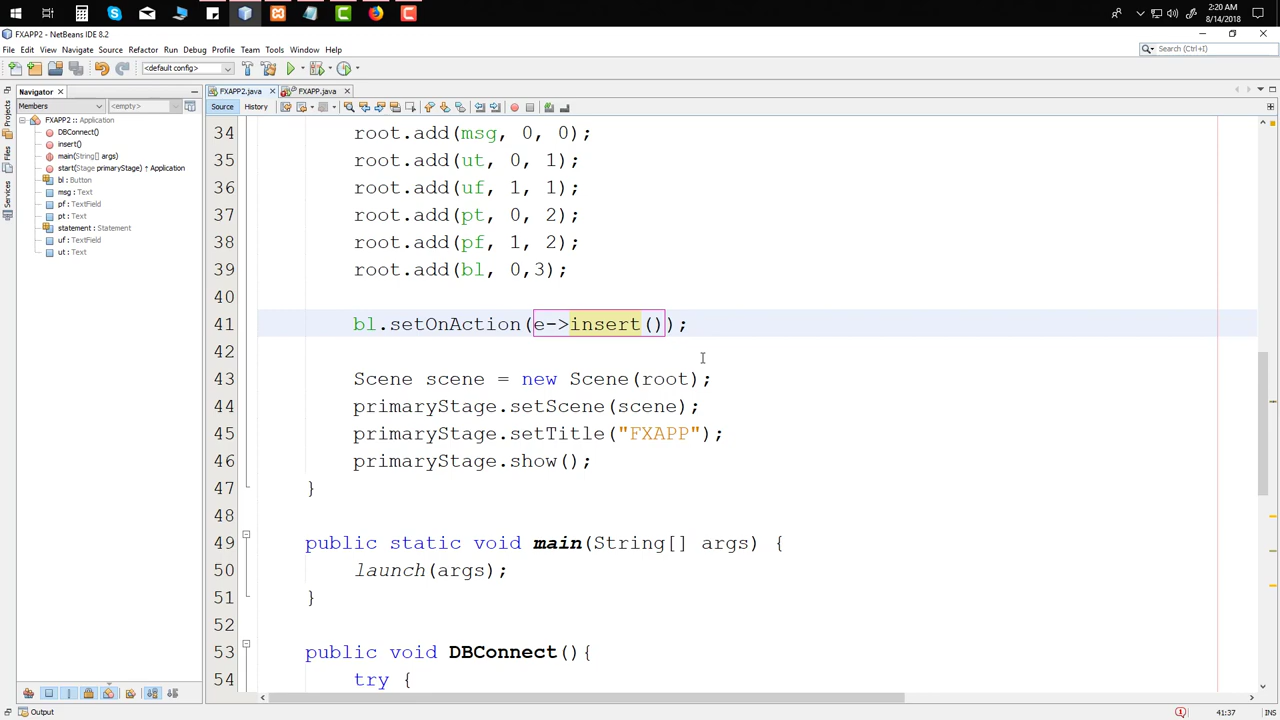 2:20 AM
8/14/2018
FXAPP2 - NetBeans IDE 8.2
File Edit View Navigate Source Refactor Run Debug Profile Team Tools Window Help
Search (Ctrl+I)
<default config>
Navigator
FXAPP2.java
FXAPP.java
Members
<empty>
Source History
FXAPP2 :: Application
DBConnect()
insert()
main(String[] args)
start(Stage primaryStage) ↑ Application
bl : Button
msg : Text
pf : TextField
pt : Text
statement : Statement
uf : TextField
ut : Text
Projects
Files
Services
34 root.add(msg, 0, 0);
35 root.add(ut, 0, 1);
36 root.add(uf, 1, 1);
37 root.add(pt, 0, 2);
38 root.add(pf, 1, 2);
39 root.add(bl, 0,3);
40
41 bl.setOnAction(e->insert());
42
43 Scene scene = new Scene(root);
44 primaryStage.setScene(scene);
45 primaryStage.setTitle("FXAPP");
46 primaryStage.show();
47 }
48
49 public static void main(String[] args) {
50 launch(args);
51 }
52
53 public void DBConnect(){
54 try {
Output
41:37
INS